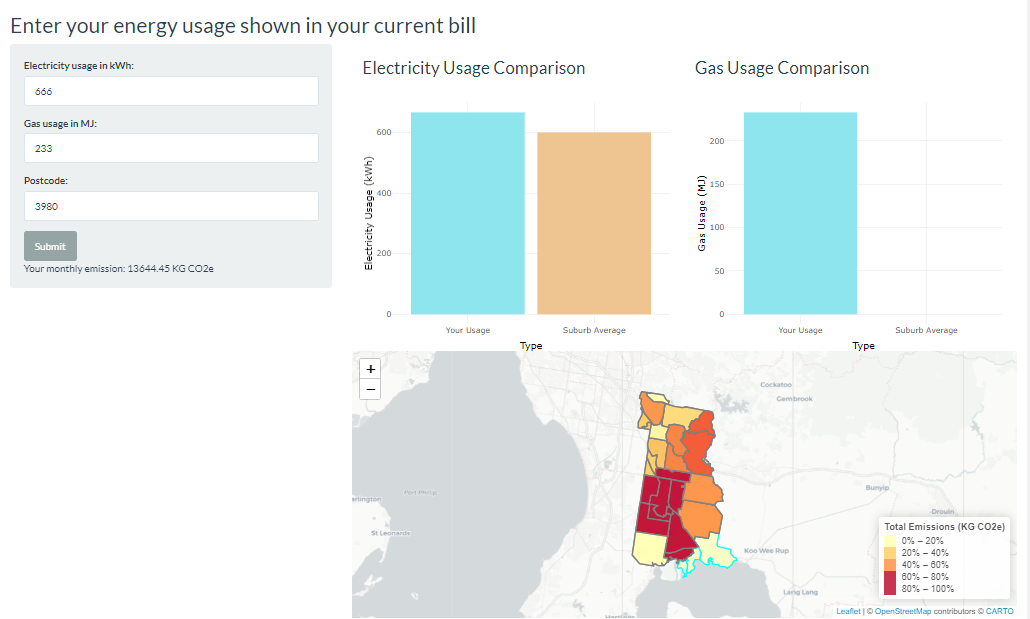 Enter your energy usage shown in your current bill
Electricity usage in kWh:
666
Gas usage in MJ:
233
Postcode:
3980
Submit
Your monthly emission: 13644.45 KG CO2e
Electricity Usage Comparison
Electricity Usage (kWh)
600
400
200
0
Your Usage
Suburb Average
Type
Gas Usage Comparison
Gas Usage (MJ)
200
150
100
50
0
Your Usage
Suburb Average
Type
+
−
Cockatoo
Gembrook
Port Phillip
arlington
St Leonards
Bunyip
Drouin
Koo Wee Rup
Lang Lang
Hastings
Total Emissions (KG CO2e)
0% – 20%
20% – 40%
40% – 60%
60% – 80%
80% – 100%
Leaflet | © OpenStreetMap contributors © CARTO